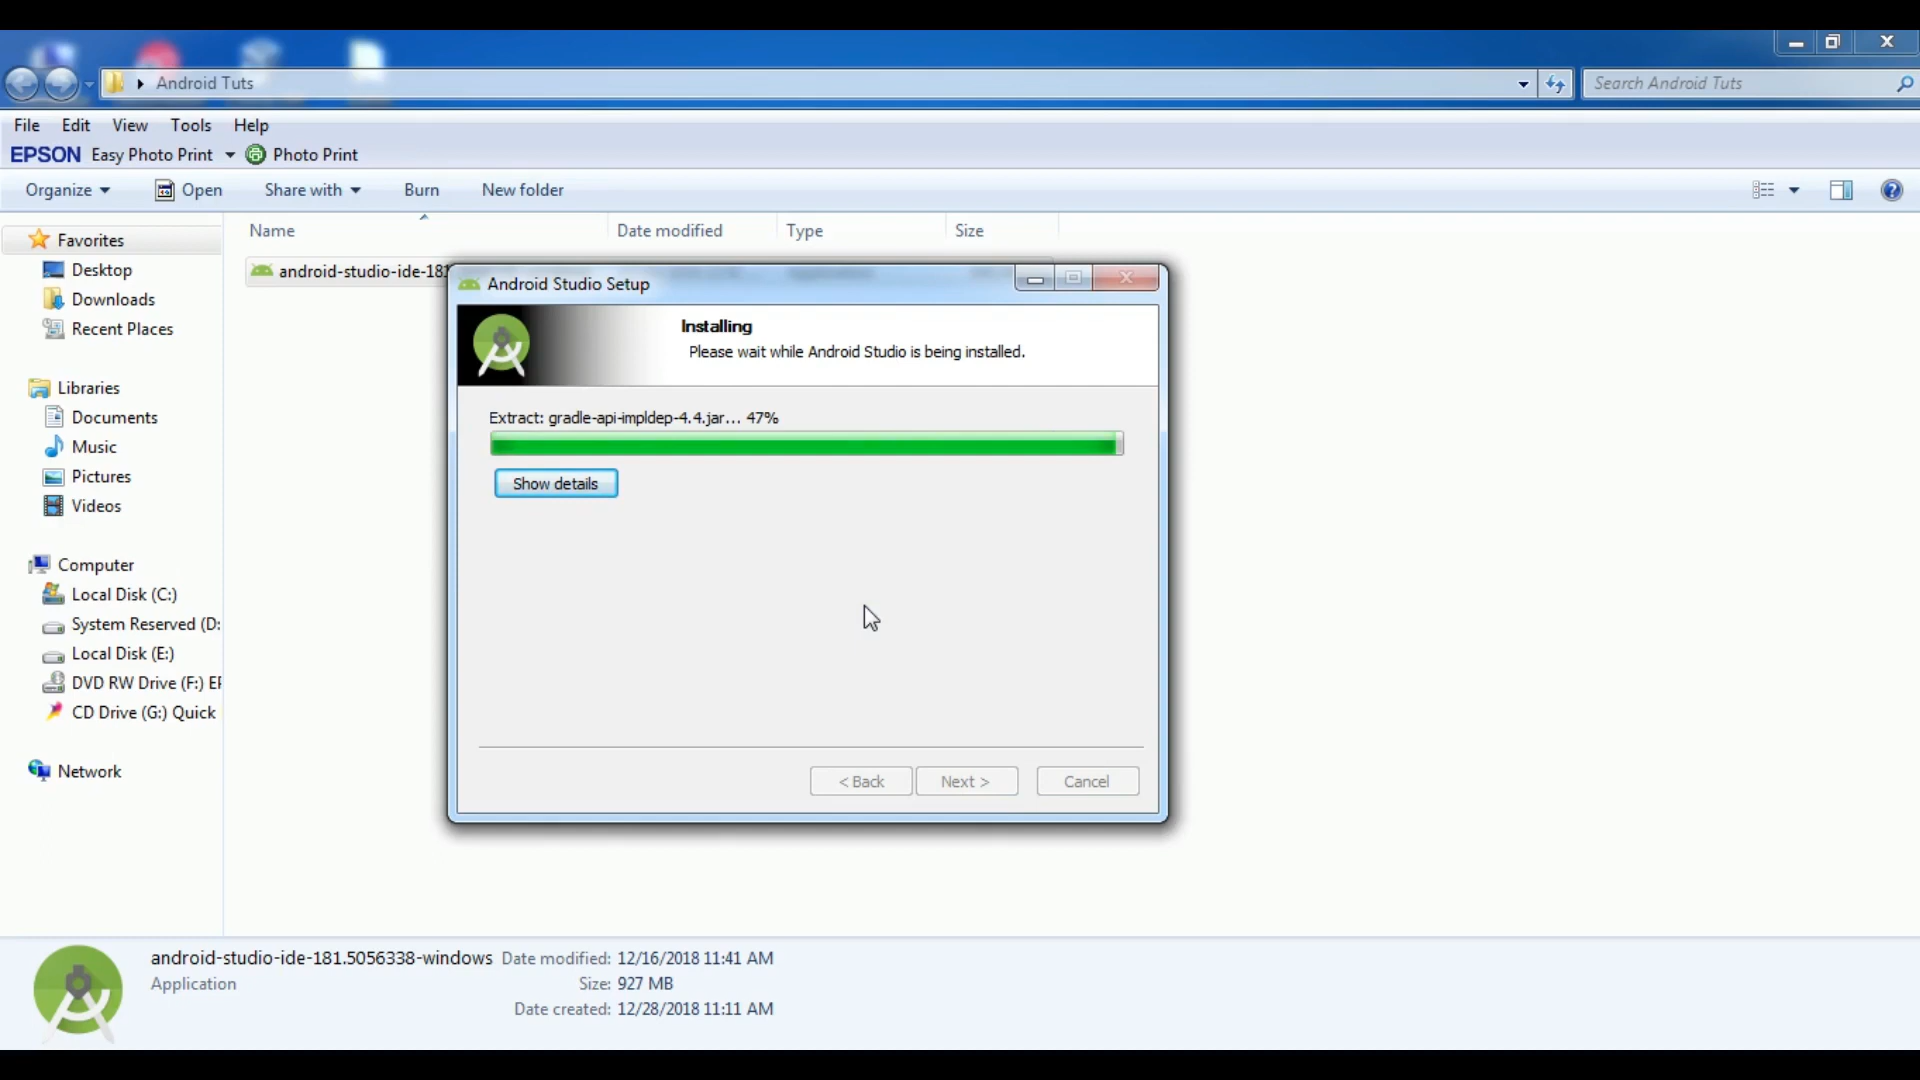 Android Tuts
Search Android Tuts
File Edit View Tools Help
EPSON Easy Photo Print Photo Print
Organize Open Share with Burn New folder
Name Date modified Type Size
Favorites
Desktop
Downloads
Recent Places
Libraries
Documents
Music
Pictures
Videos
Computer
Local Disk (C:)
System Reserved (D:
Local Disk (E:)
DVD RW Drive (F:) EP
CD Drive (G:) Quick
Network
android-studio-ide-181
Android Studio Setup
Installing
Please wait while Android Studio is being installed.
Extract: gradle-api-impldep-4.4.jar... 47%
Show details
< Back Next > Cancel
android-studio-ide-181.5056338-windows Date modified: 12/16/2018 11:41 AM
Application Size: 927 MB
Date created: 12/28/2018 11:11 AM